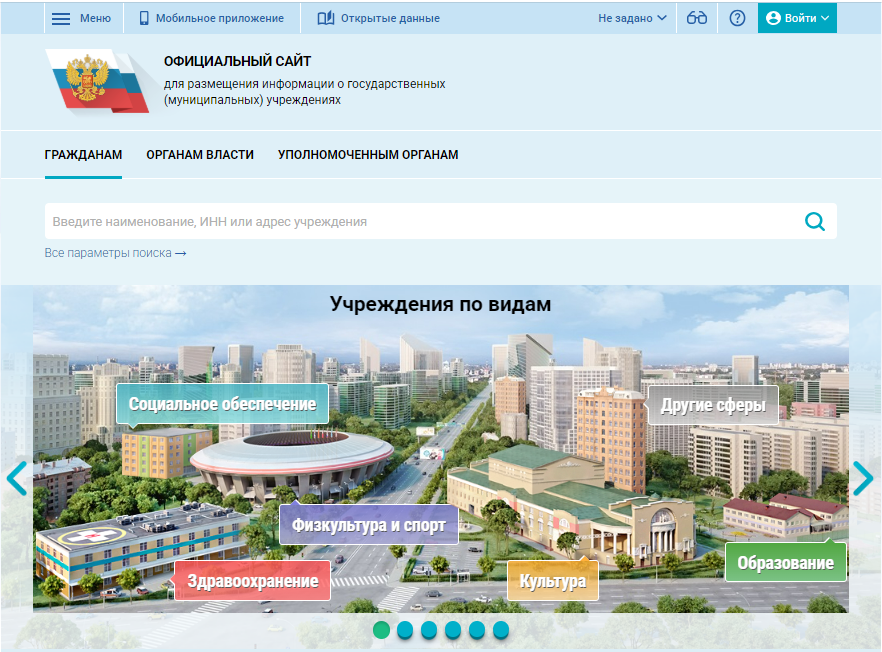 Меню
Мобильное приложение
Открытые данные
Не задано
Войти
ОФИЦИАЛЬНЫЙ САЙТ
для размещения информации о государственных
(муниципальных) учреждениях
ГРАЖДАНАМ
ОРГАНАМ ВЛАСТИ
УПОЛНОМОЧЕННЫМ ОРГАНАМ
Введите наименование, ИНН или адрес учреждения
Все параметры поиска →
Учреждения по видам
Социальное обеспечение
Другие сферы
Физкультура и спорт
Образование
Здравоохранение
Культура